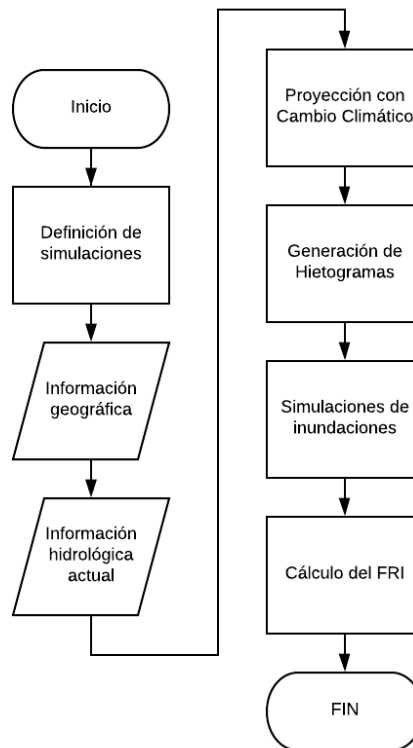 Inicio
Definición de
simulaciones
Información
geográfica
Información
hidrológica
actual
Proyección con
Cambio Climático
Generación de
Hietogramas
Simulaciones de
inundaciones
Cálculo del FRI
FIN